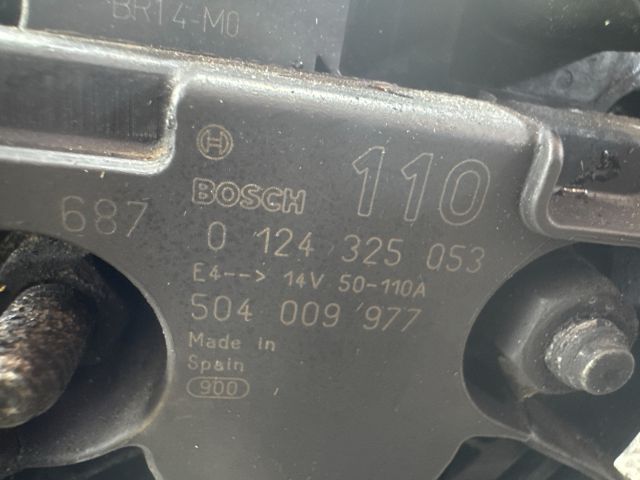 BR14-M0
BOSCH 110
687
0 124 325 053
E4--> 14V 50-110A
504 009 977
Made in
Spain
900